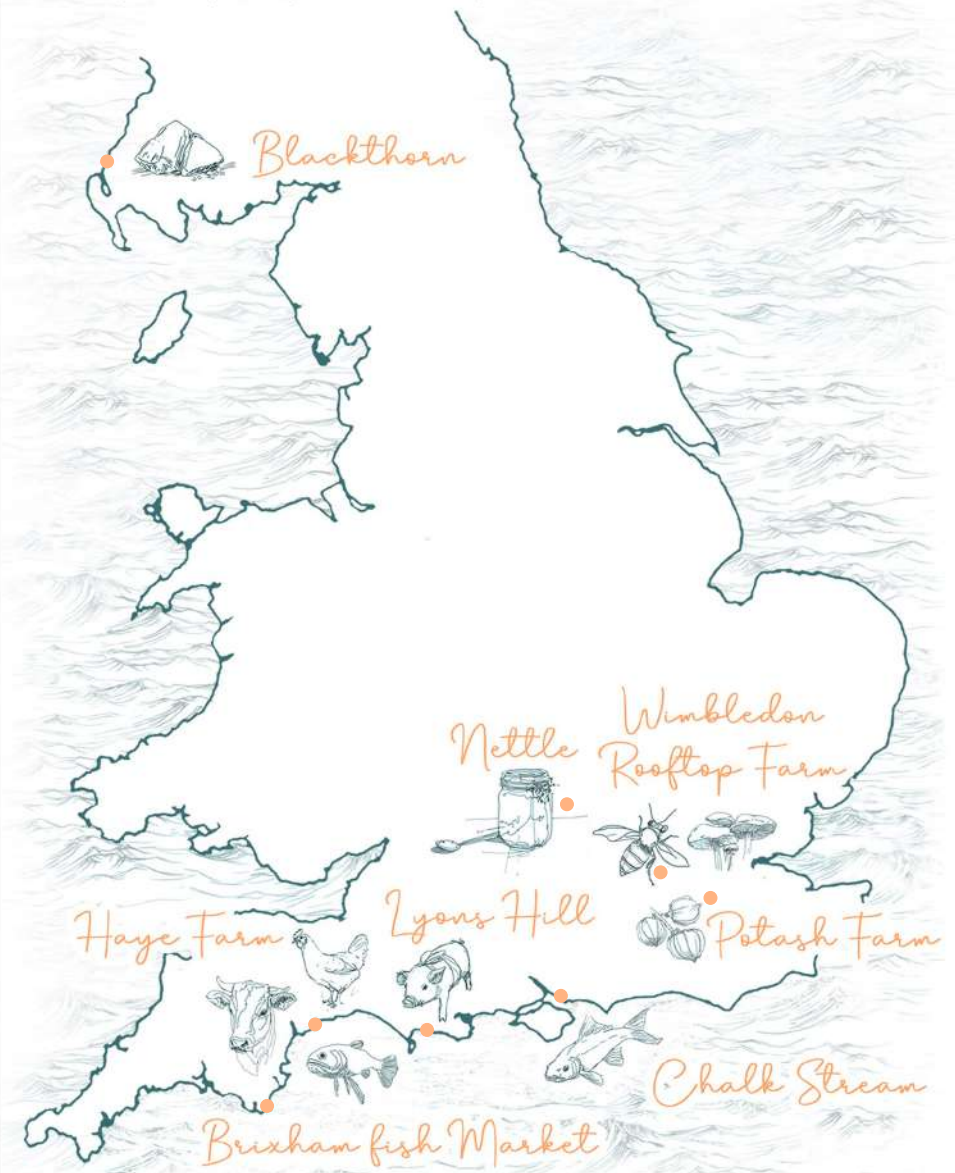 Blackthorn
Nettle
Wimbledon
Rooftop Farm
Lyons Hill
Haye Farm
Potash Farm
Chalk Stream
Brixham fish Market